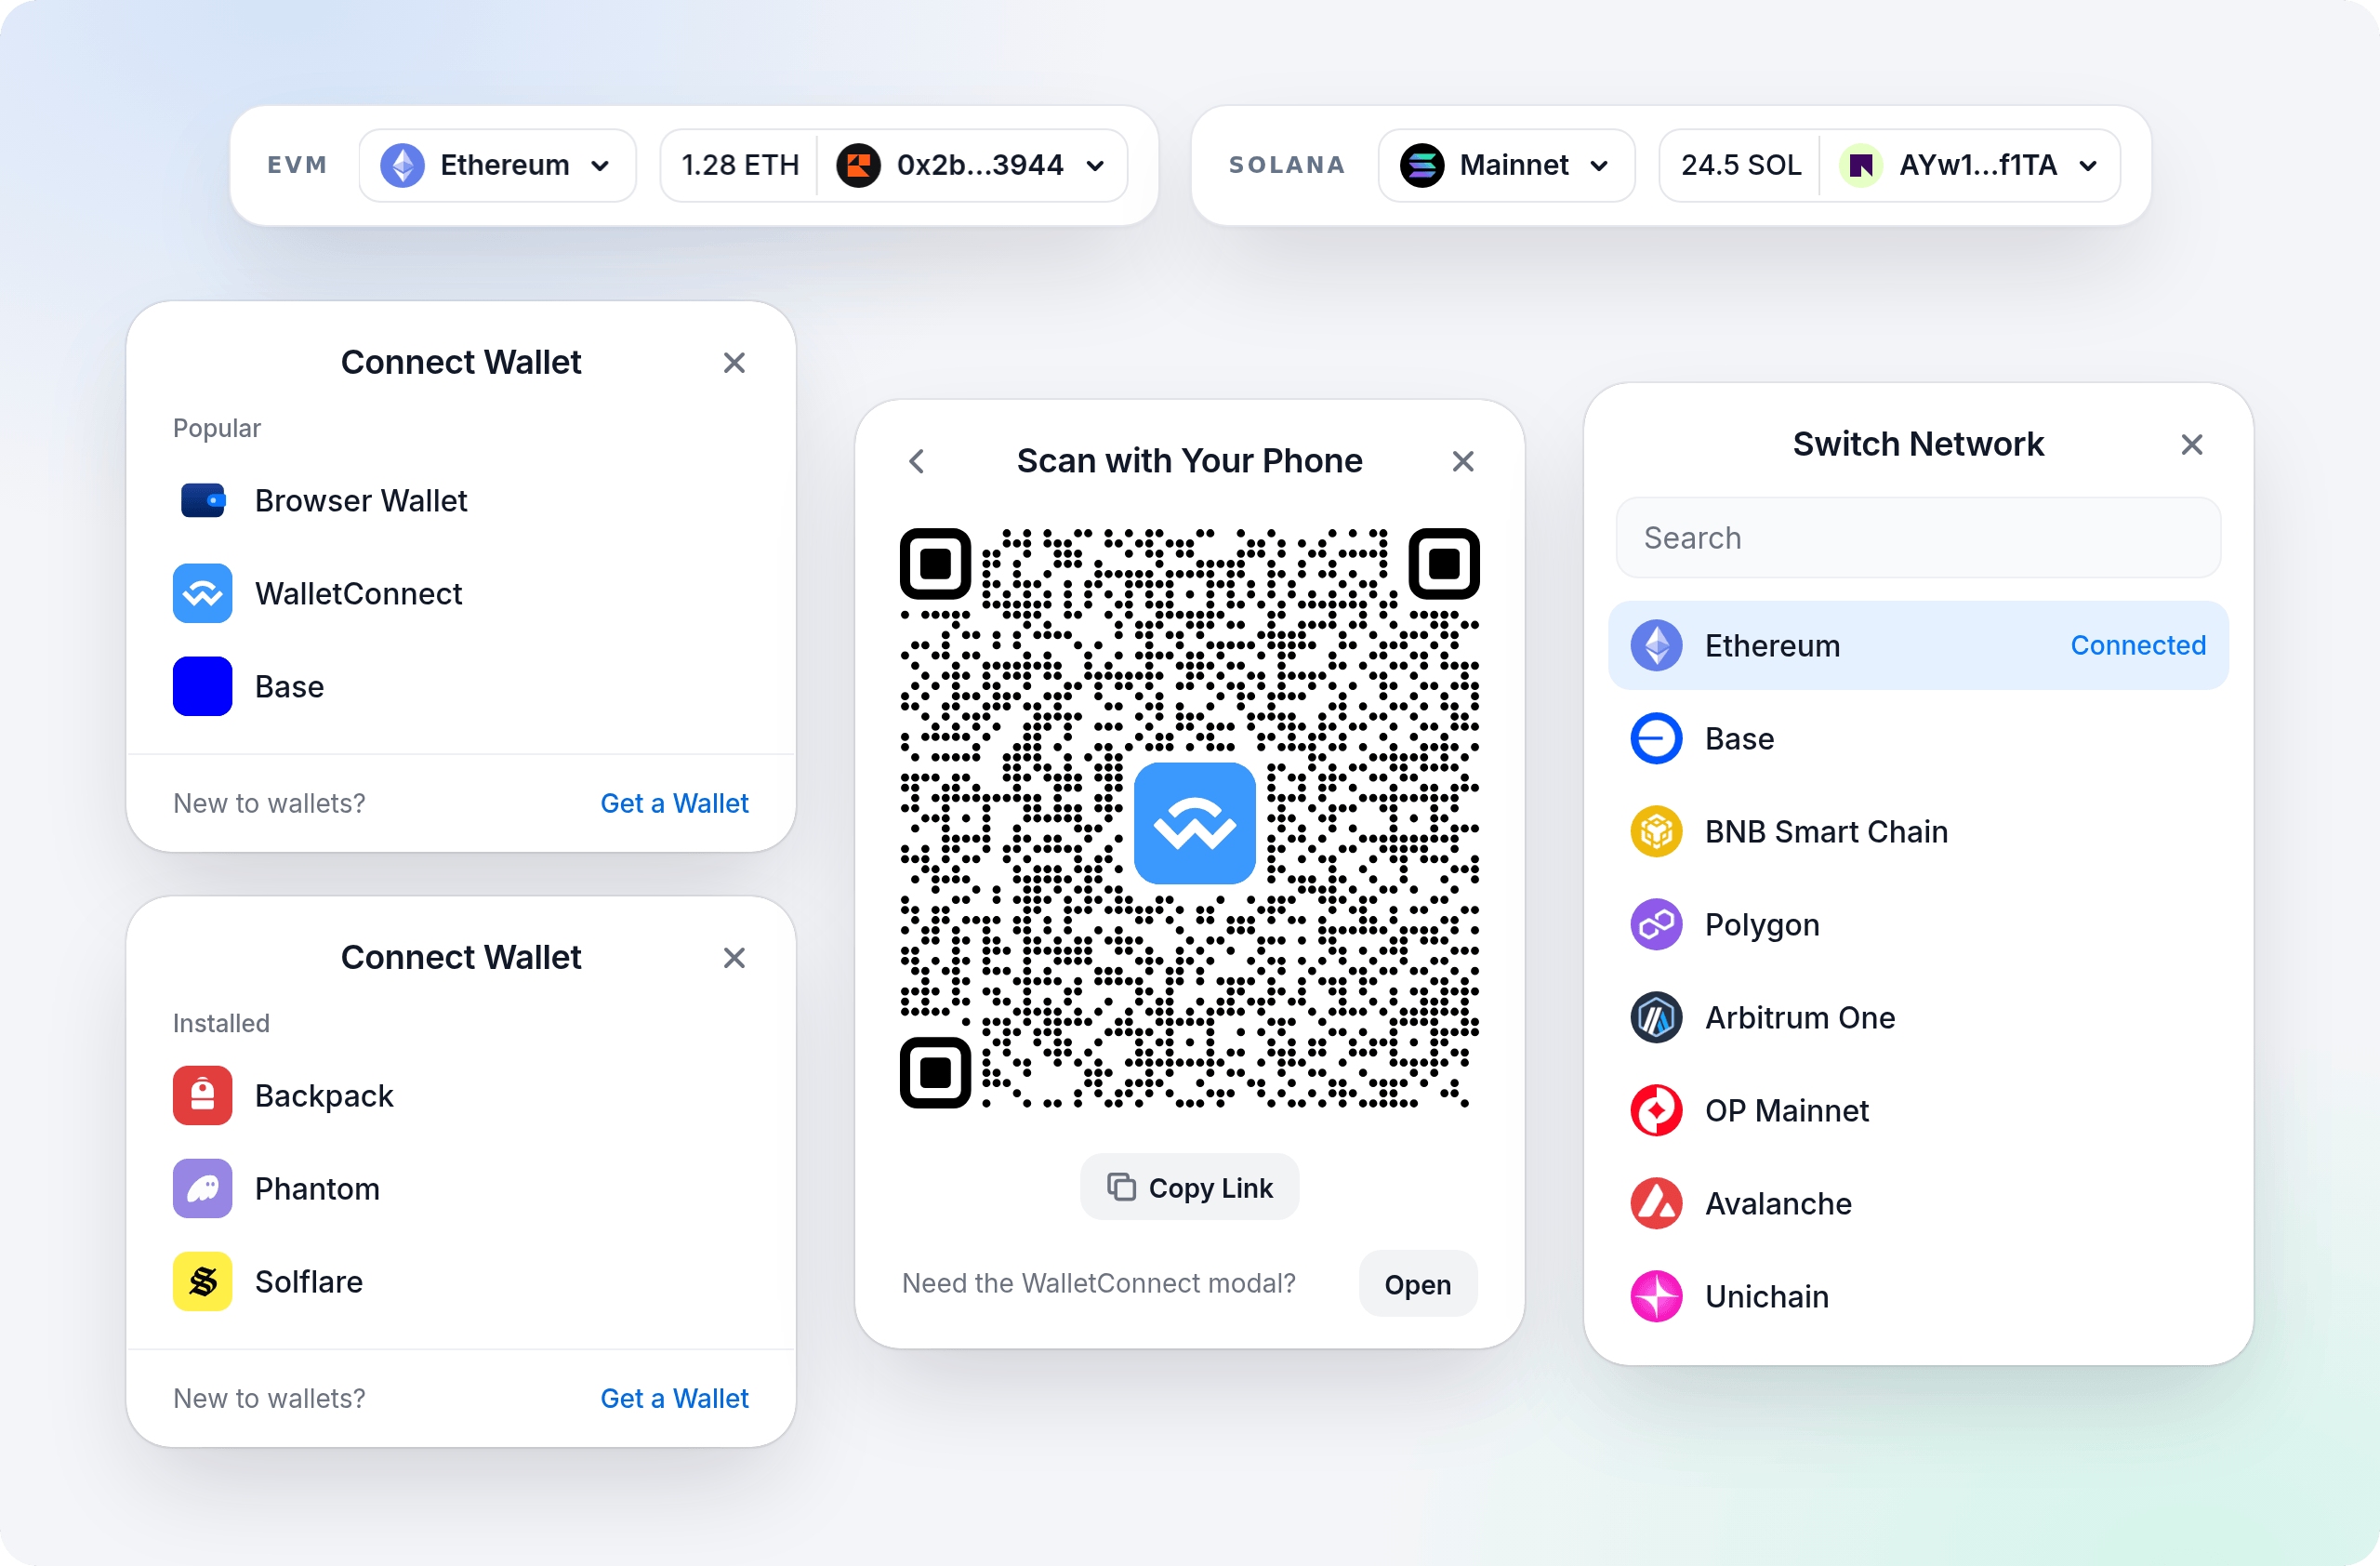 EVM
Ethereum
1.28 ETH
0x2b...3944
SOLANA
Mainnet
24.5 SOL
AYw1...f1TA
Connect Wallet
Popular
Browser Wallet
WalletConnect
Base
New to wallets?
Get a Wallet
Connect Wallet
Installed
Backpack
Phantom
Solflare
New to wallets?
Get a Wallet
Scan with Your Phone
Copy Link
Need the WalletConnect modal?
Open
Switch Network
Search
Ethereum
Connected
Base
BNB Smart Chain
Polygon
Arbitrum One
OP Mainnet
Avalanche
Unichain